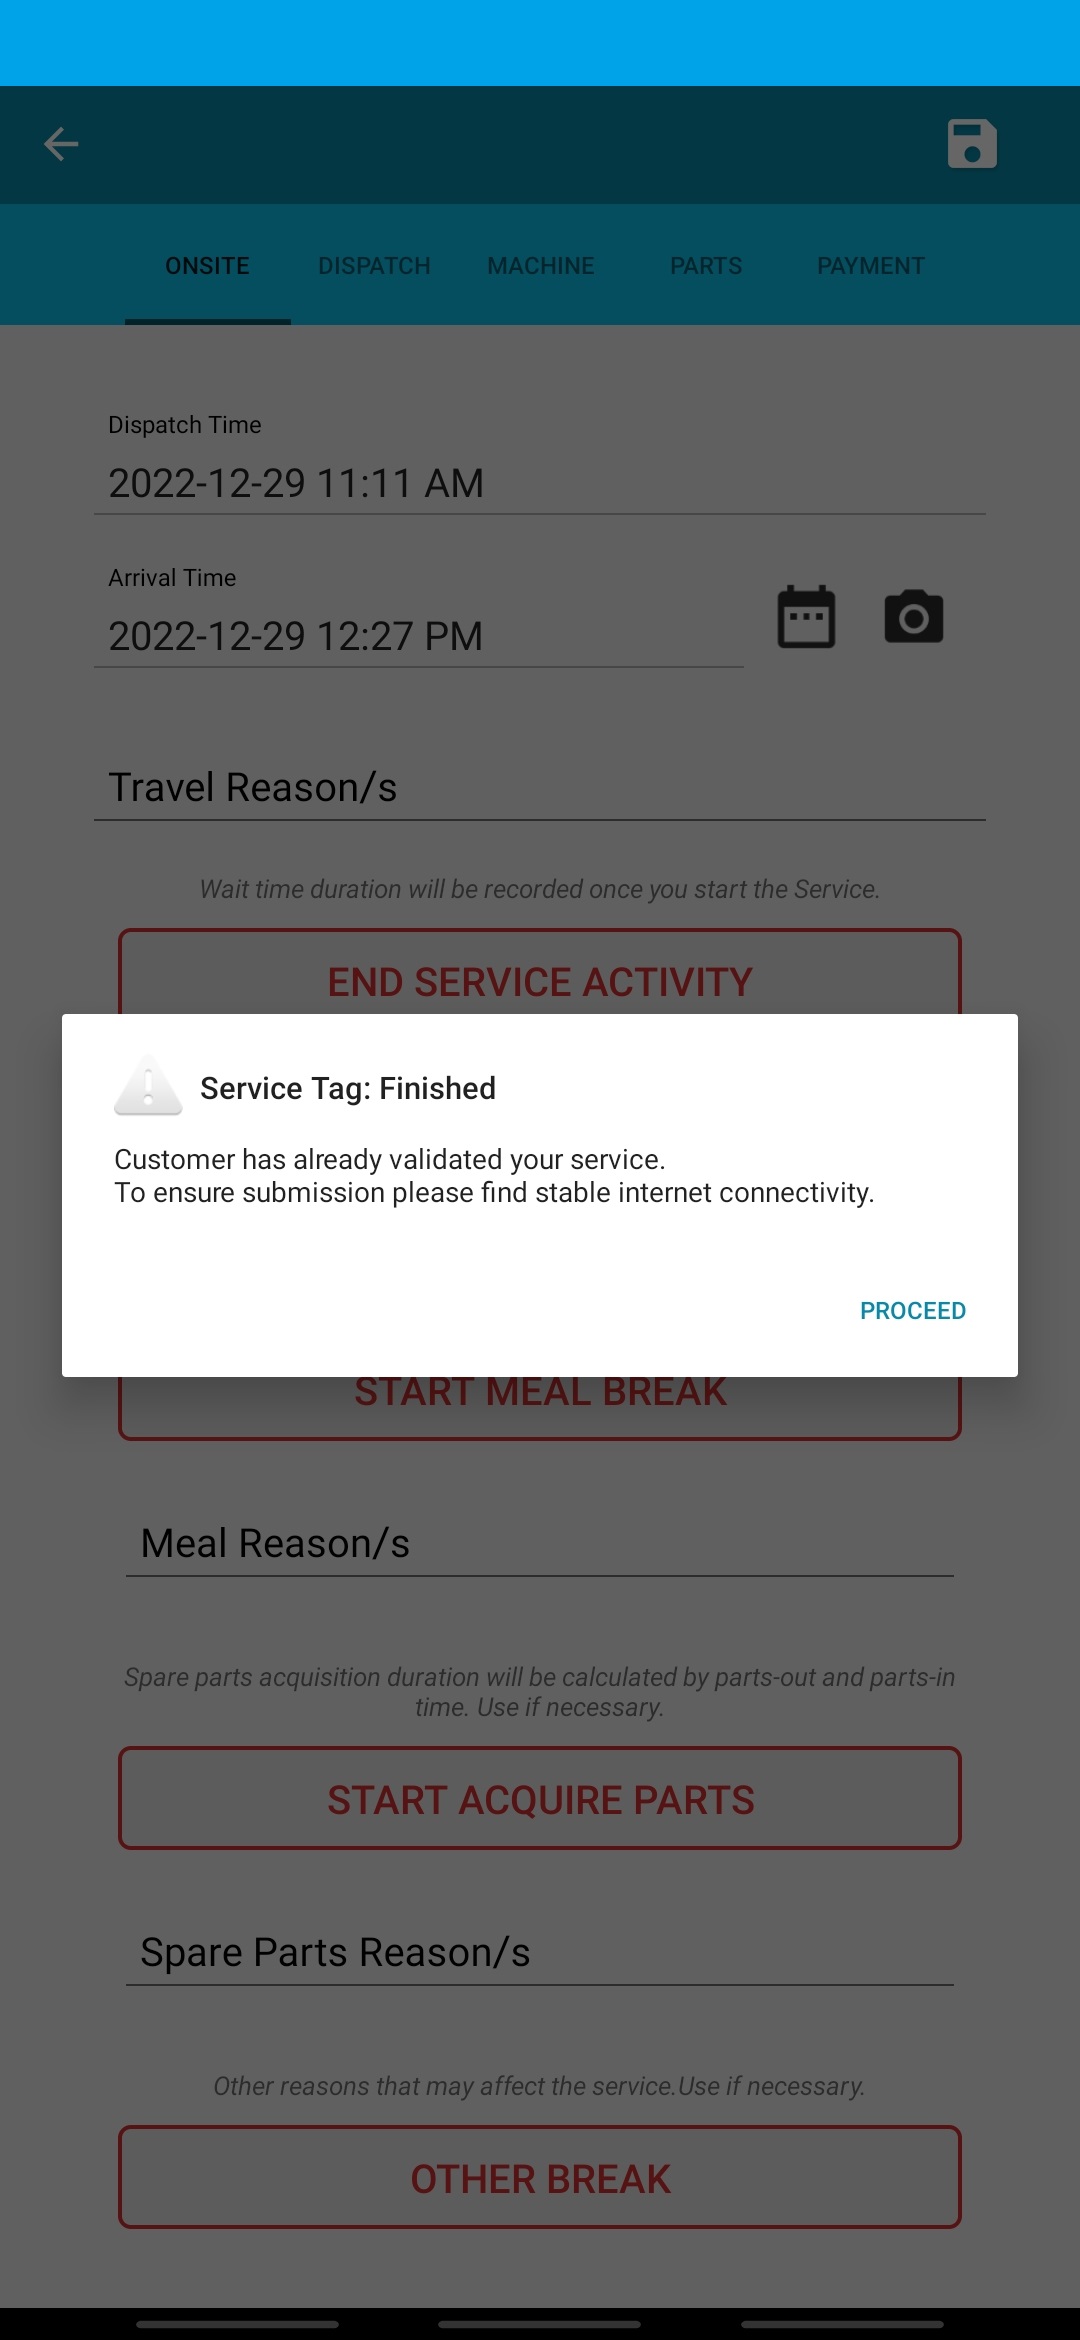 ONSITE DISPATCH MACHINE PARTS PAYMENT
Dispatch Time
2022-12-29 11:11 AM
Arrival Time
2022-12-29 12:27 PM
Travel Reason/s
Wait time duration will be recorded once you start the Service.
END SERVICE ACTIVITY
Service Tag: Finished
Customer has already validated your service.
To ensure submission please find stable internet connectivity.
PROCEED
START MEAL BREAK
Meal Reason/s
Spare parts acquisition duration will be calculated by parts-out and parts-in
time. Use if necessary.
START ACQUIRE PARTS
Spare Parts Reason/s
Other reasons that may affect the service.Use if necessary.
OTHER BREAK